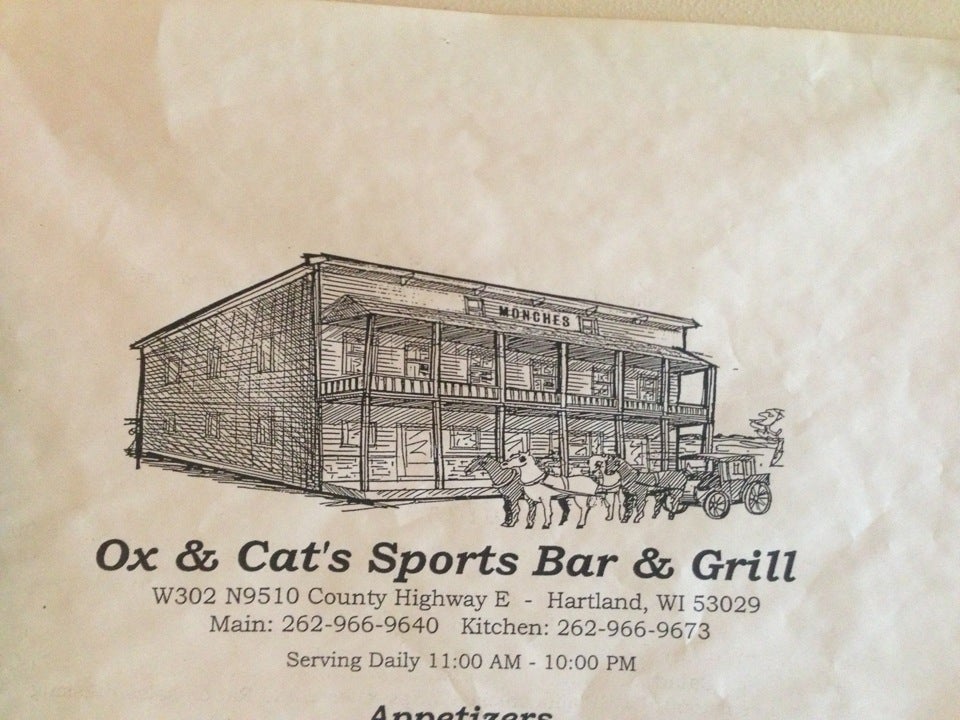 MONCHES
Ox & Cat's Sports Bar & Grill
W302 N9510 County Highway E - Hartland, WI 53029
Main: 262-966-9640 Kitchen: 262-966-9673
Serving Daily 11:00 AM - 10:00 PM
Appetizers